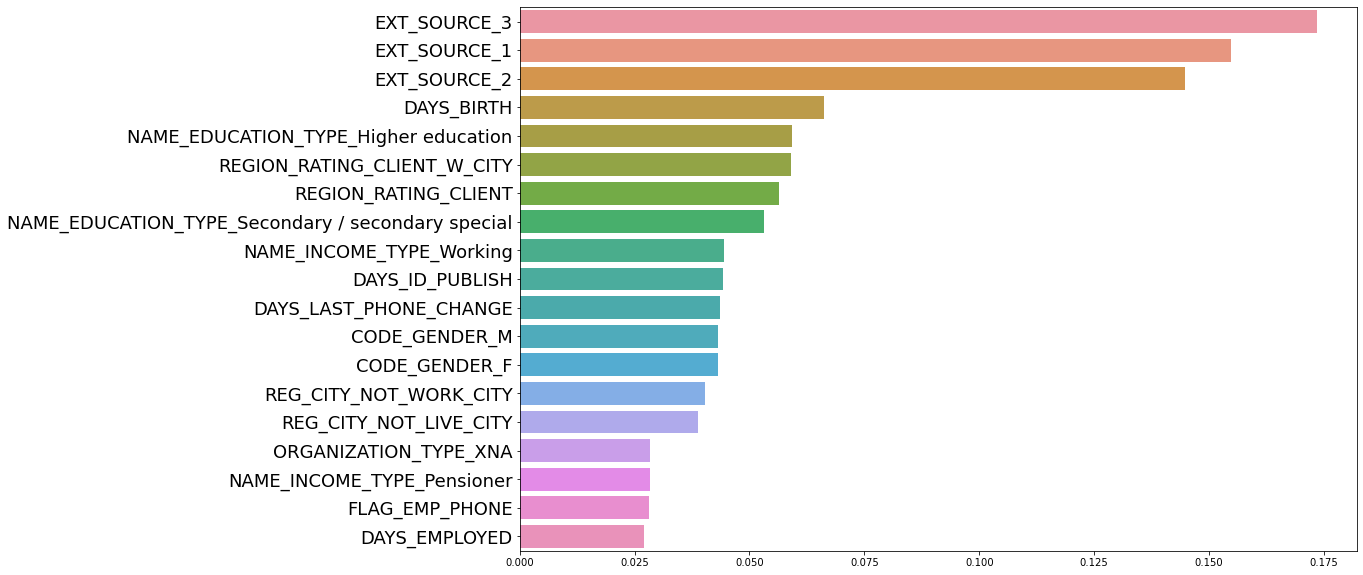 EXT_SOURCE_3
EXT_SOURCE_1
EXT_SOURCE_2
DAYS_BIRTH
NAME_EDUCATION_TYPE_Higher education
REGION_RATING_CLIENT_W_CITY
REGION_RATING_CLIENT
NAME_EDUCATION_TYPE_Secondary / secondary special
NAME_INCOME_TYPE_Working
DAYS_ID_PUBLISH
DAYS_LAST_PHONE_CHANGE
CODE_GENDER_M
CODE_GENDER_F
REG_CITY_NOT_WORK_CITY
REG_CITY_NOT_LIVE_CITY
ORGANIZATION_TYPE_XNA
NAME_INCOME_TYPE_Pensioner
FLAG_EMP_PHONE
DAYS_EMPLOYED
0.000 0.025 0.050 0.075 0.100 0.125 0.150 0.175